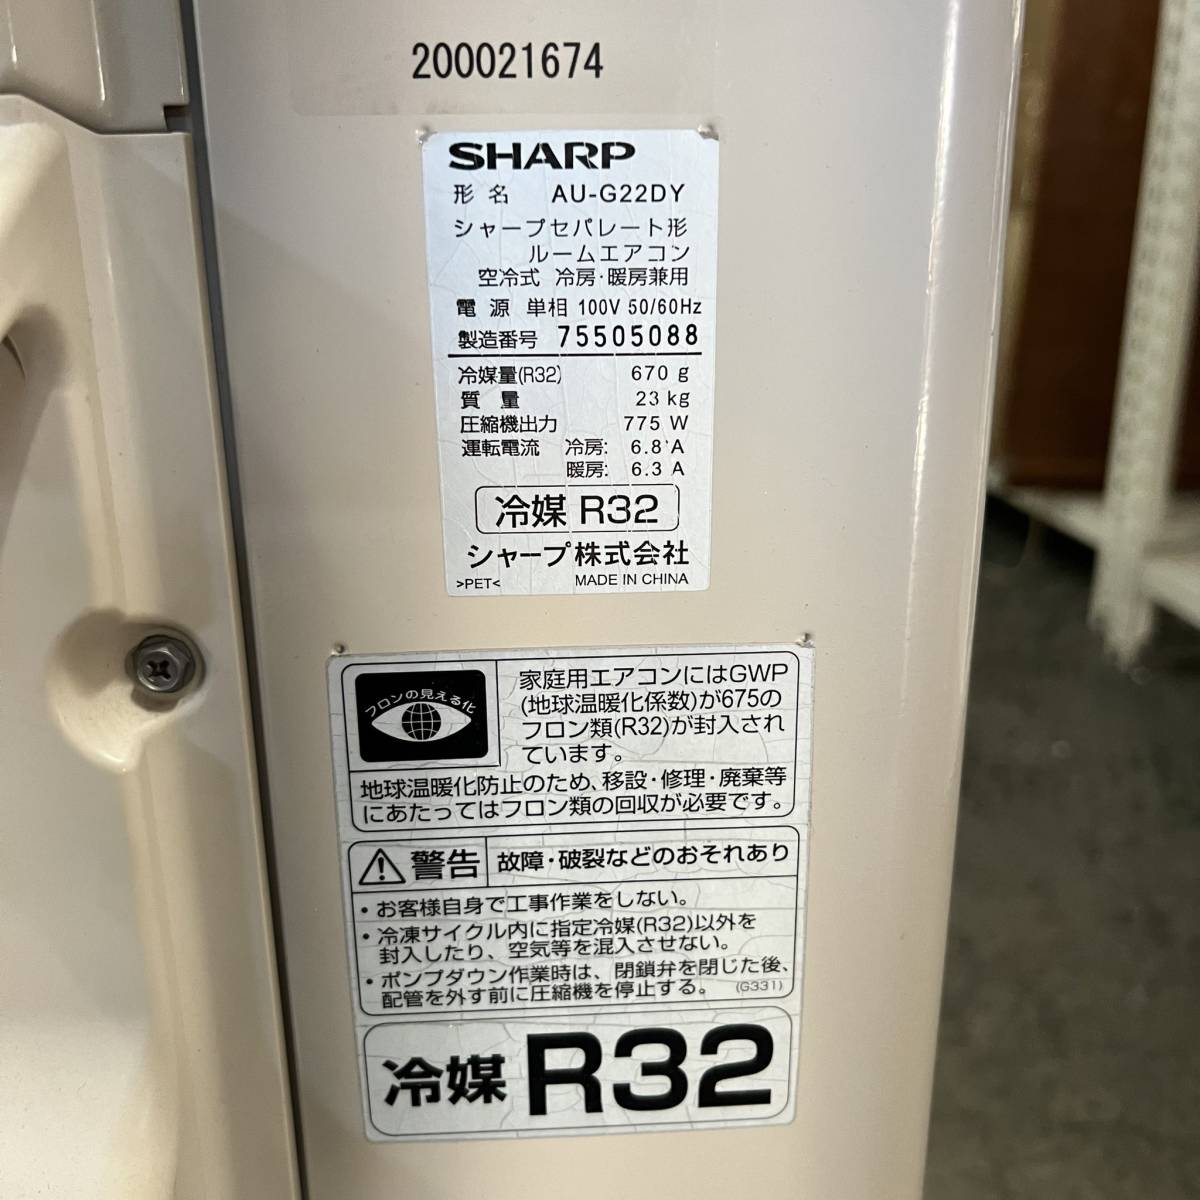 200021674
SHARP
形名 AU-G22DY
シャープセパレート形
ルームエアコン
空冷式 冷房・暖房兼用
電源 単相 100V 50/60Hz
製造番号 75505088
冷媒量(R32) 670 g
質量 23 kg
圧縮機出力 775 W
運転電流 冷房: 6.8 A
暖房: 6.3 A
冷媒 R32
シャープ株式会社
>PET< MADE IN CHINA
フロンの見える化
家庭用エアコンにはGWP
(地球温暖化係数)が675の
フロン類(R32)が封入され
ています。
地球温暖化防止のため、移設・修理・廃棄等
にあたってはフロン類の回収が必要です。
警告 故障・破裂などのおそれあり
・お客様自身で工事作業をしない。
・冷凍サイクル内に指定冷媒(R32)以外を
封入したり、空気等を混入させない。
・ポンプダウン作業時は、閉鎖弁を閉じた後、
配管を外す前に圧縮機を停止する。 (G331)
冷媒 R32